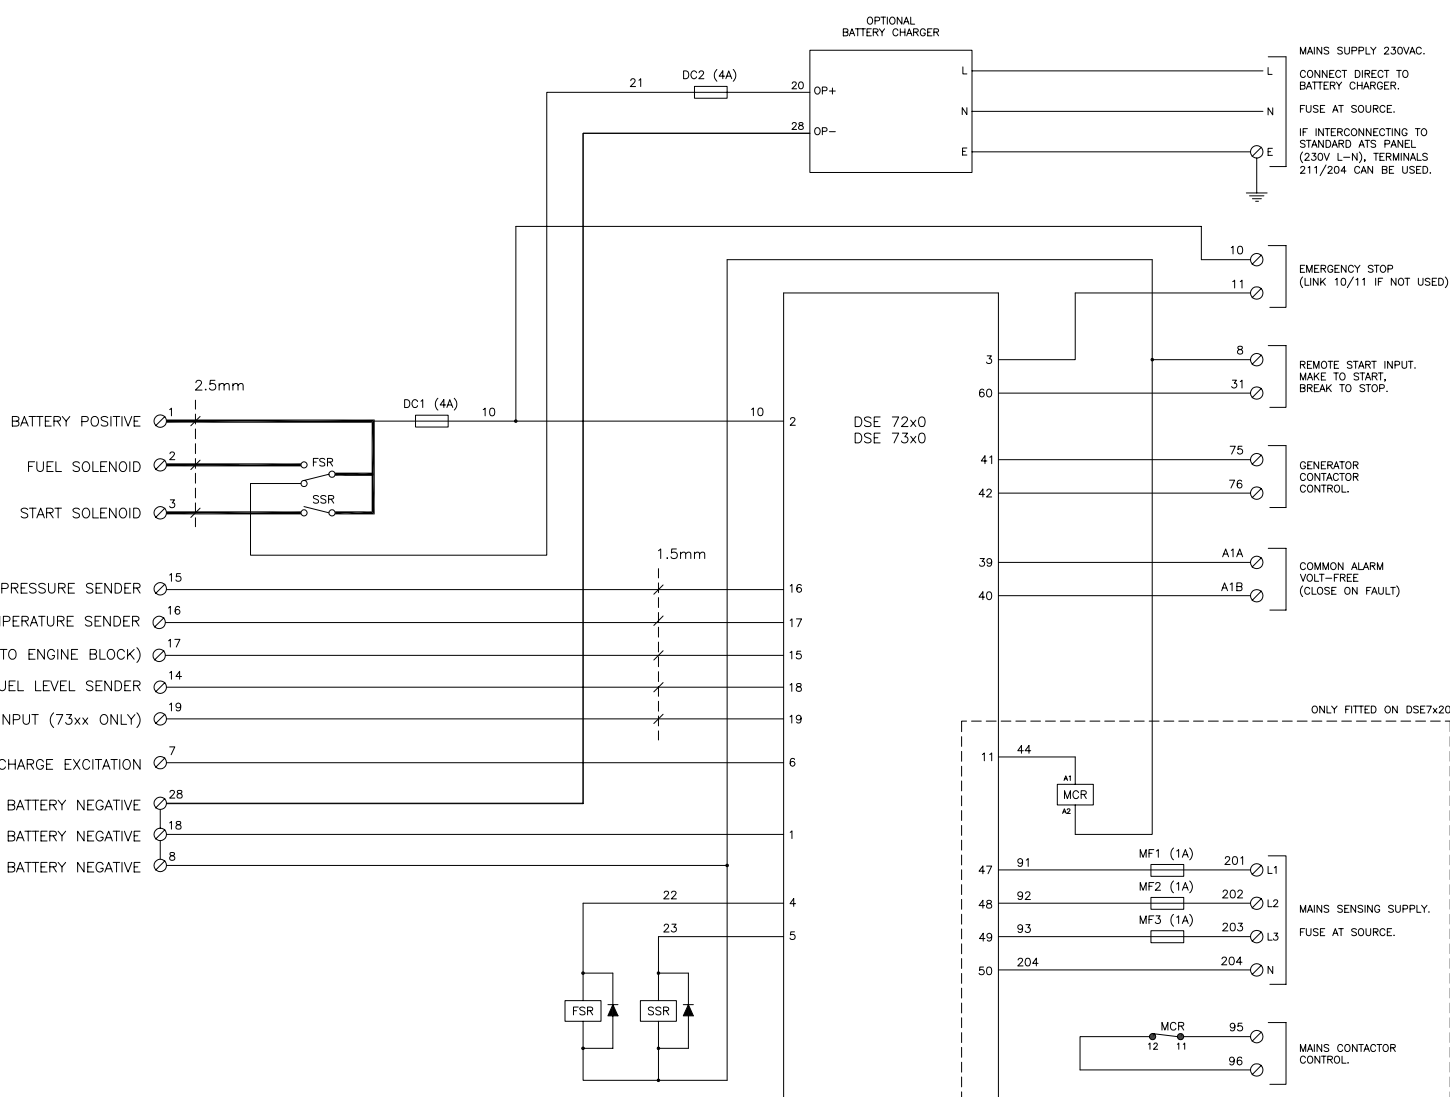 OPTIONAL
BATTERY CHARGER
MAINS SUPPLY 230VAC.
CONNECT DIRECT TO
BATTERY CHARGER.
FUSE AT SOURCE.
IF INTERCONNECTING TO
STANDARD ATS PANEL
(230V L-N), TERMINALS
211/204 CAN BE USED.
21
DC2 (4A)
20
OP+
28
OP-
L
L
N
N
E
E
10
11
EMERGENCY STOP
(LINK 10/11 IF NOT USED)
3
60
8
31
REMOTE START INPUT.
MAKE TO START,
BREAK TO STOP.
2.5mm
BATTERY POSITIVE
1
DC1 (4A)
10
10
2
DSE 72x0
DSE 73x0
FUEL SOLENOID
2
FSR
START SOLENOID
3
SSR
41
42
75
76
GENERATOR
CONTACTOR
CONTROL.
39
40
A1A
A1B
COMMON ALARM
VOLT-FREE
(CLOSE ON FAULT)
1.5mm
PRESSURE SENDER
15
16
PERATURE SENDER
16
17
TO ENGINE BLOCK)
17
15
UEL LEVEL SENDER
14
18
NPUT (73xx ONLY)
19
19
CHARGE EXCITATION
7
6
BATTERY NEGATIVE
28
BATTERY NEGATIVE
18
1
BATTERY NEGATIVE
8
22
4
23
5
FSR
SSR
ONLY FITTED ON DSE7x20
11
44
A1
MCR
A2
47
91
MF1 (1A)
201
L1
48
92
MF2 (1A)
202
L2
49
93
MF3 (1A)
203
L3
50
204
204
N
MAINS SENSING SUPPLY.
FUSE AT SOURCE.
MCR
12
11
95
96
MAINS CONTACTOR
CONTROL.